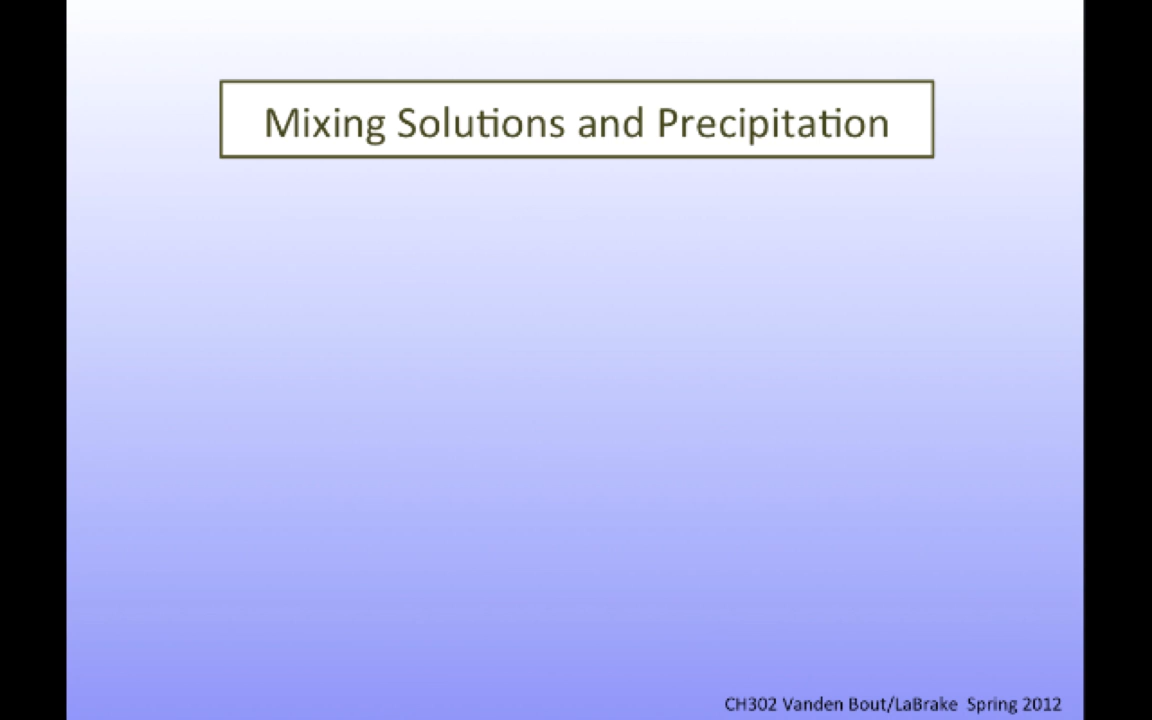 Mixing Solutions and Precipitation
CH302 Vanden Bout/LaBrake Spring 2012